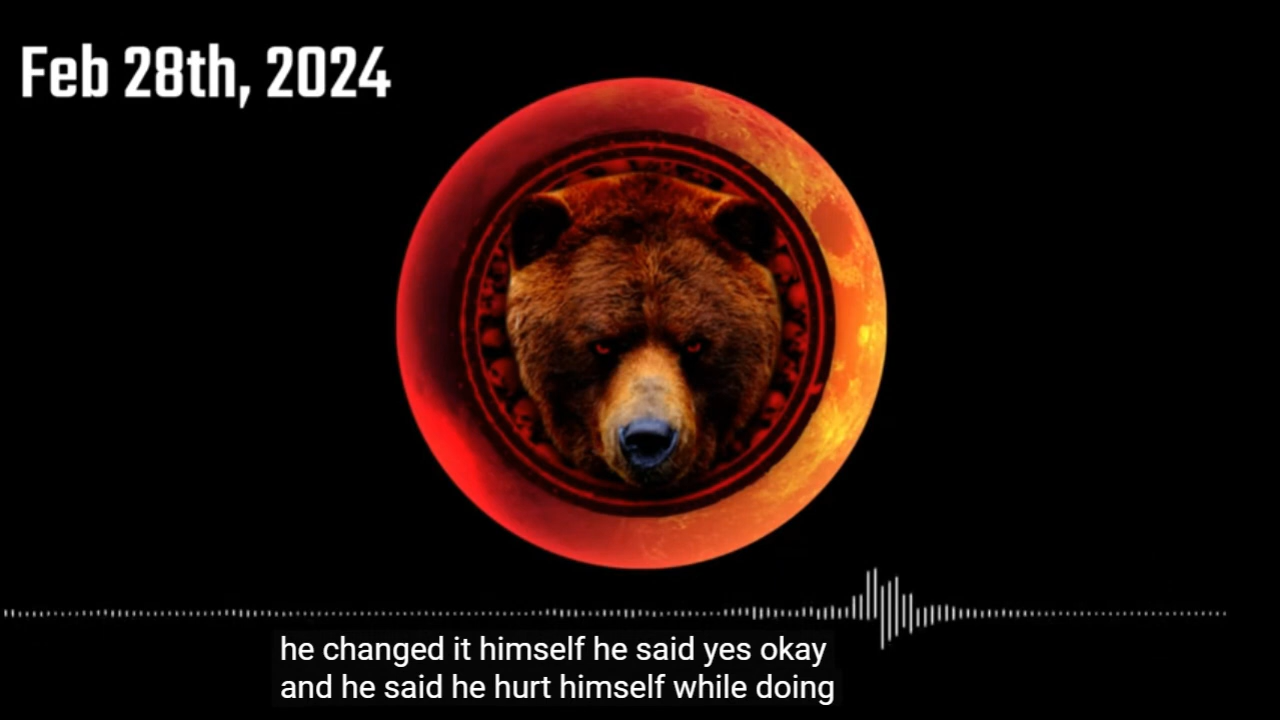 Feb 28th, 2024
he changed it himself he said yes okay
and he said he hurt himself while doing